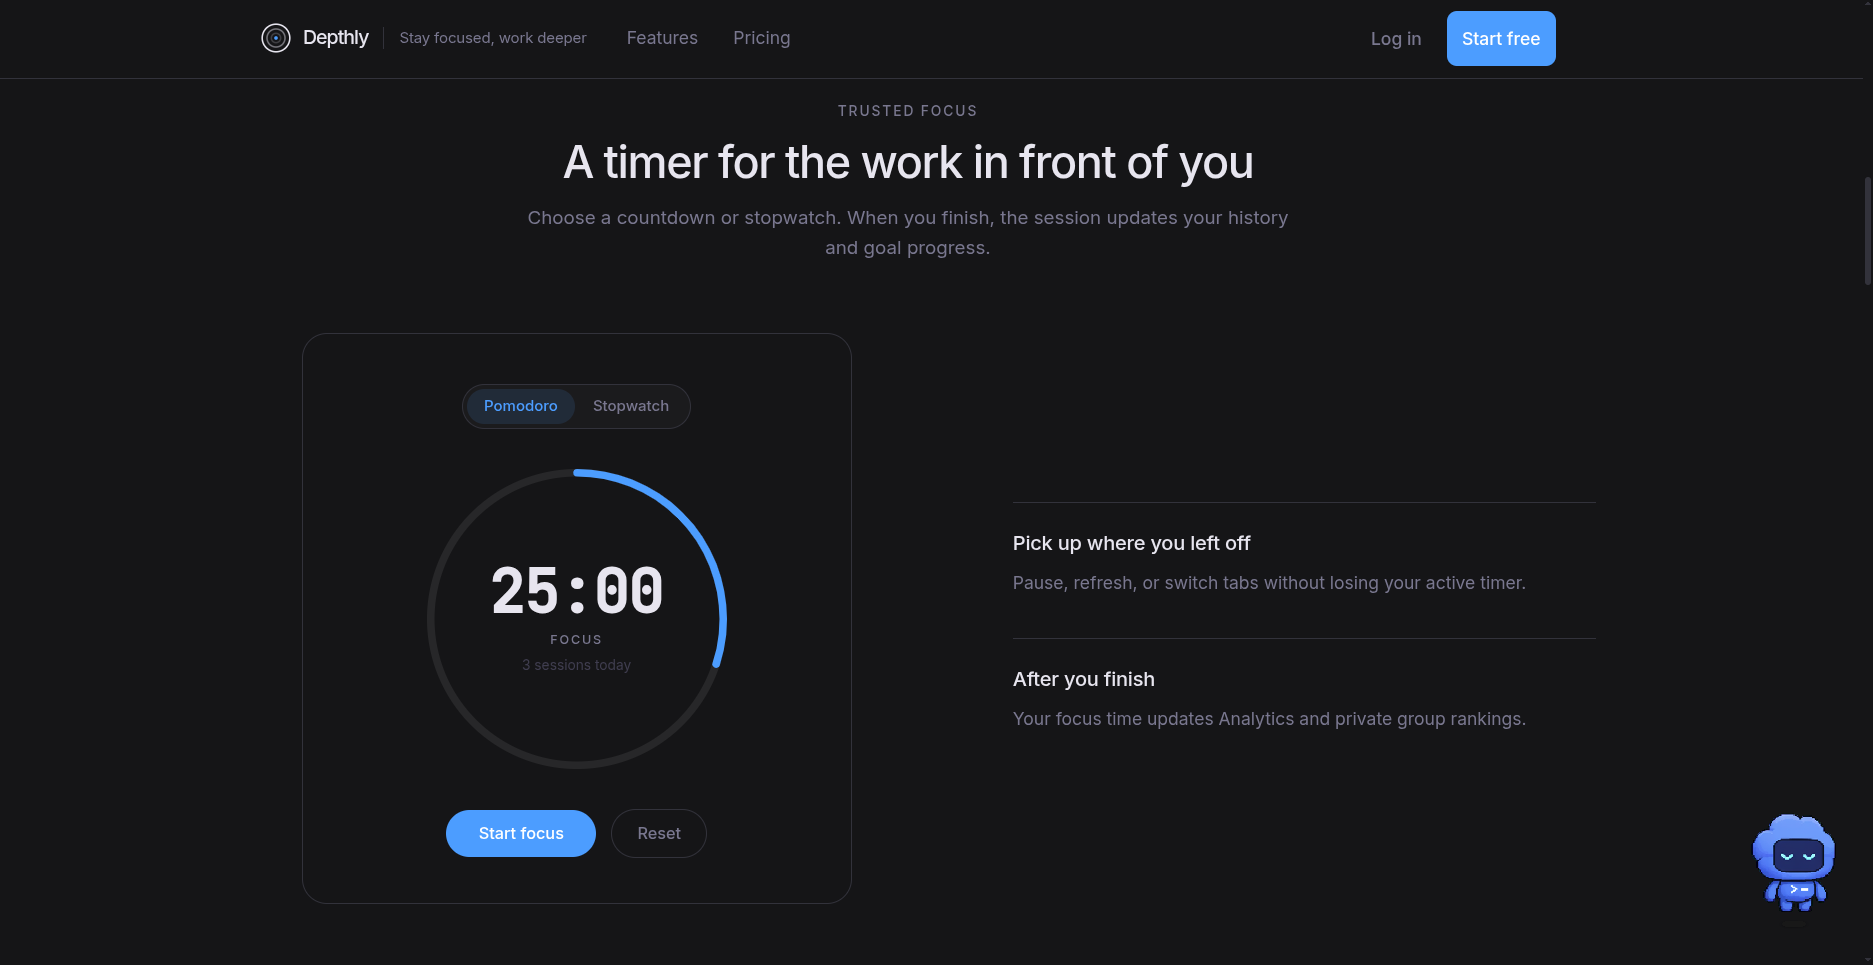 Depthly
Stay focused, work deeper
Features
Pricing
Log in
Start free
TRUSTED FOCUS
A timer for the work in front of you
Choose a countdown or stopwatch. When you finish, the session updates your history
and goal progress.
Pomodoro
Stopwatch
25:00
FOCUS
3 sessions today
Start focus
Reset
Pick up where you left off
Pause, refresh, or switch tabs without losing your active timer.
After you finish
Your focus time updates Analytics and private group rankings.
>-